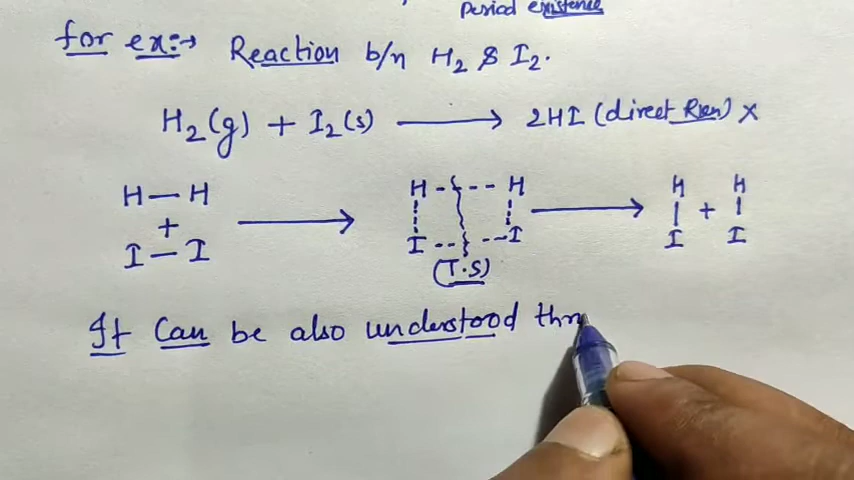 Period existence
for ex:→ Reaction b/n H₂ & I₂.
H₂(g) + I₂(s) ⟶ 2HI (direct Rxn) ×
H—H H---H H H
+ ⟶ ⟶ | + |
I—I I-- --I I I
(T.S)
It Can be also understood thr